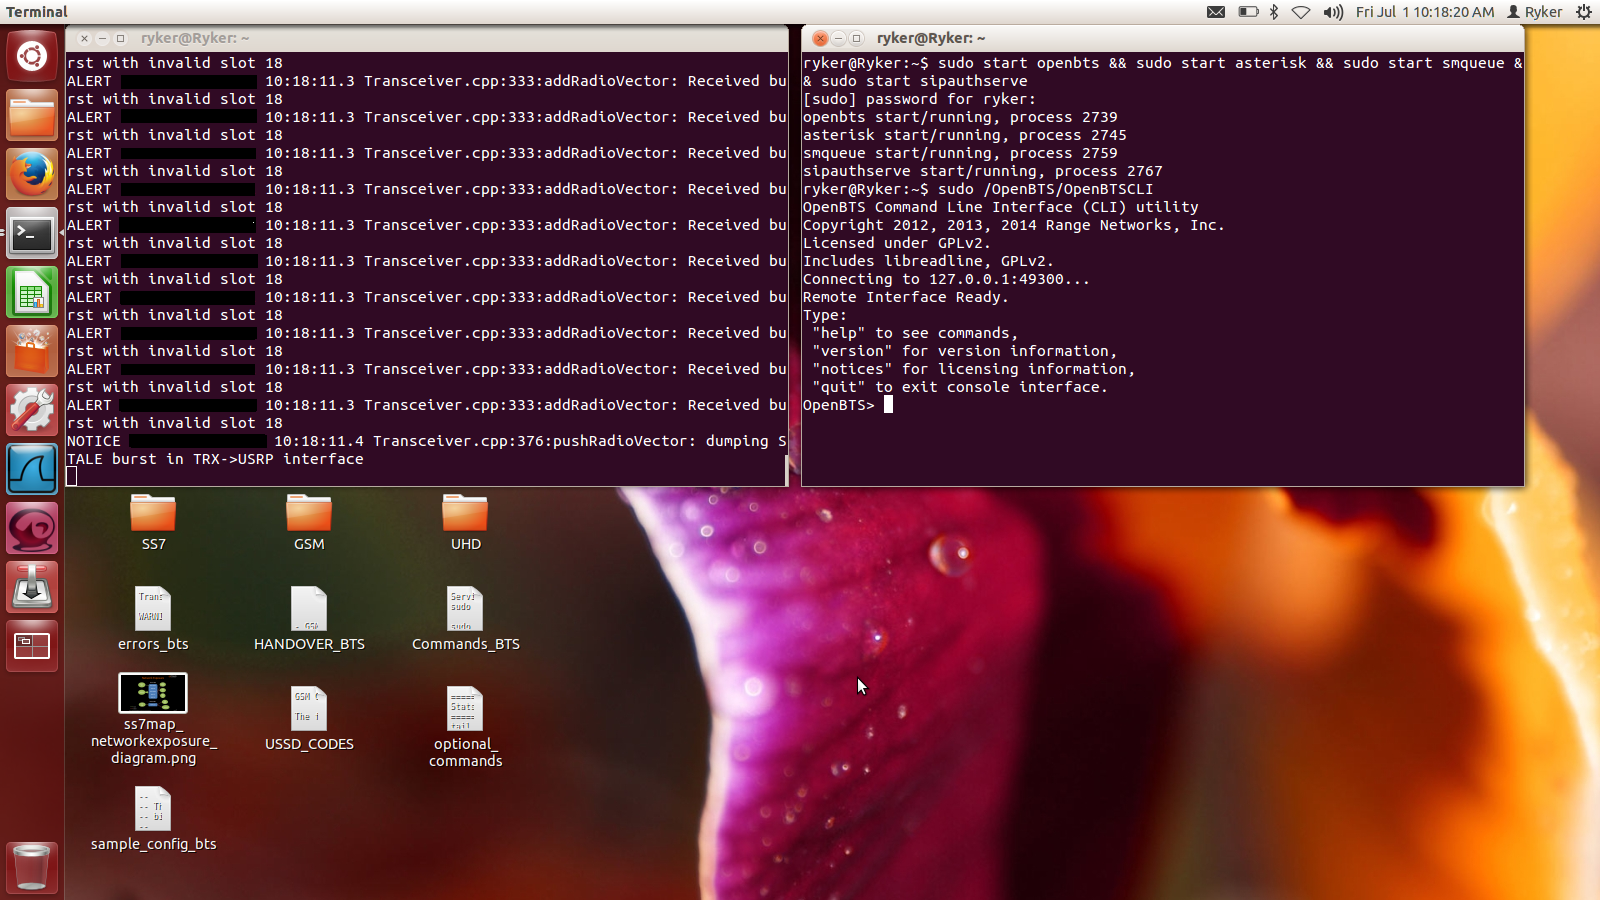 Terminal
Fri Jul 1 10:18:20 AM Ryker
ryker@Ryker: ~
rst with invalid slot 18
ALERT 10:18:11.3 Transceiver.cpp:333:addRadioVector: Received bu
rst with invalid slot 18
ALERT 10:18:11.3 Transceiver.cpp:333:addRadioVector: Received bu
rst with invalid slot 18
ALERT 10:18:11.3 Transceiver.cpp:333:addRadioVector: Received bu
rst with invalid slot 18
ALERT 10:18:11.3 Transceiver.cpp:333:addRadioVector: Received bu
rst with invalid slot 18
ALERT 10:18:11.3 Transceiver.cpp:333:addRadioVector: Received bu
rst with invalid slot 18
ALERT 10:18:11.3 Transceiver.cpp:333:addRadioVector: Received bu
rst with invalid slot 18
ALERT 10:18:11.3 Transceiver.cpp:333:addRadioVector: Received bu
rst with invalid slot 18
ALERT 10:18:11.3 Transceiver.cpp:333:addRadioVector: Received bu
rst with invalid slot 18
ALERT 10:18:11.3 Transceiver.cpp:333:addRadioVector: Received bu
rst with invalid slot 18
ALERT 10:18:11.3 Transceiver.cpp:333:addRadioVector: Received bu
rst with invalid slot 18
NOTICE 10:18:11.4 Transceiver.cpp:376:pushRadioVector: dumping S
TALE burst in TRX->USRP interface
ryker@Ryker: ~
ryker@Ryker:~$ sudo start openbts && sudo start asterisk && sudo start smqueue &
& sudo start sipauthserve
[sudo] password for ryker:
openbts start/running, process 2739
asterisk start/running, process 2745
smqueue start/running, process 2759
sipauthserve start/running, process 2767
ryker@Ryker:~$ sudo /OpenBTS/OpenBTSCLI
OpenBTS Command Line Interface (CLI) utility
Copyright 2012, 2013, 2014 Range Networks, Inc.
Licensed under GPLv2.
Includes libreadline, GPLv2.
Connecting to 127.0.0.1:49300...
Remote Interface Ready.
Type:
"help" to see commands,
"version" for version information,
"notices" for licensing information,
"quit" to exit console interface.
OpenBTS>
SS7
GSM
UHD
errors_bts
HANDOVER_BTS
Commands_BTS
ss7map_
networkexposure_
diagram.png
USSD_CODES
optional_
commands
sample_config_bts